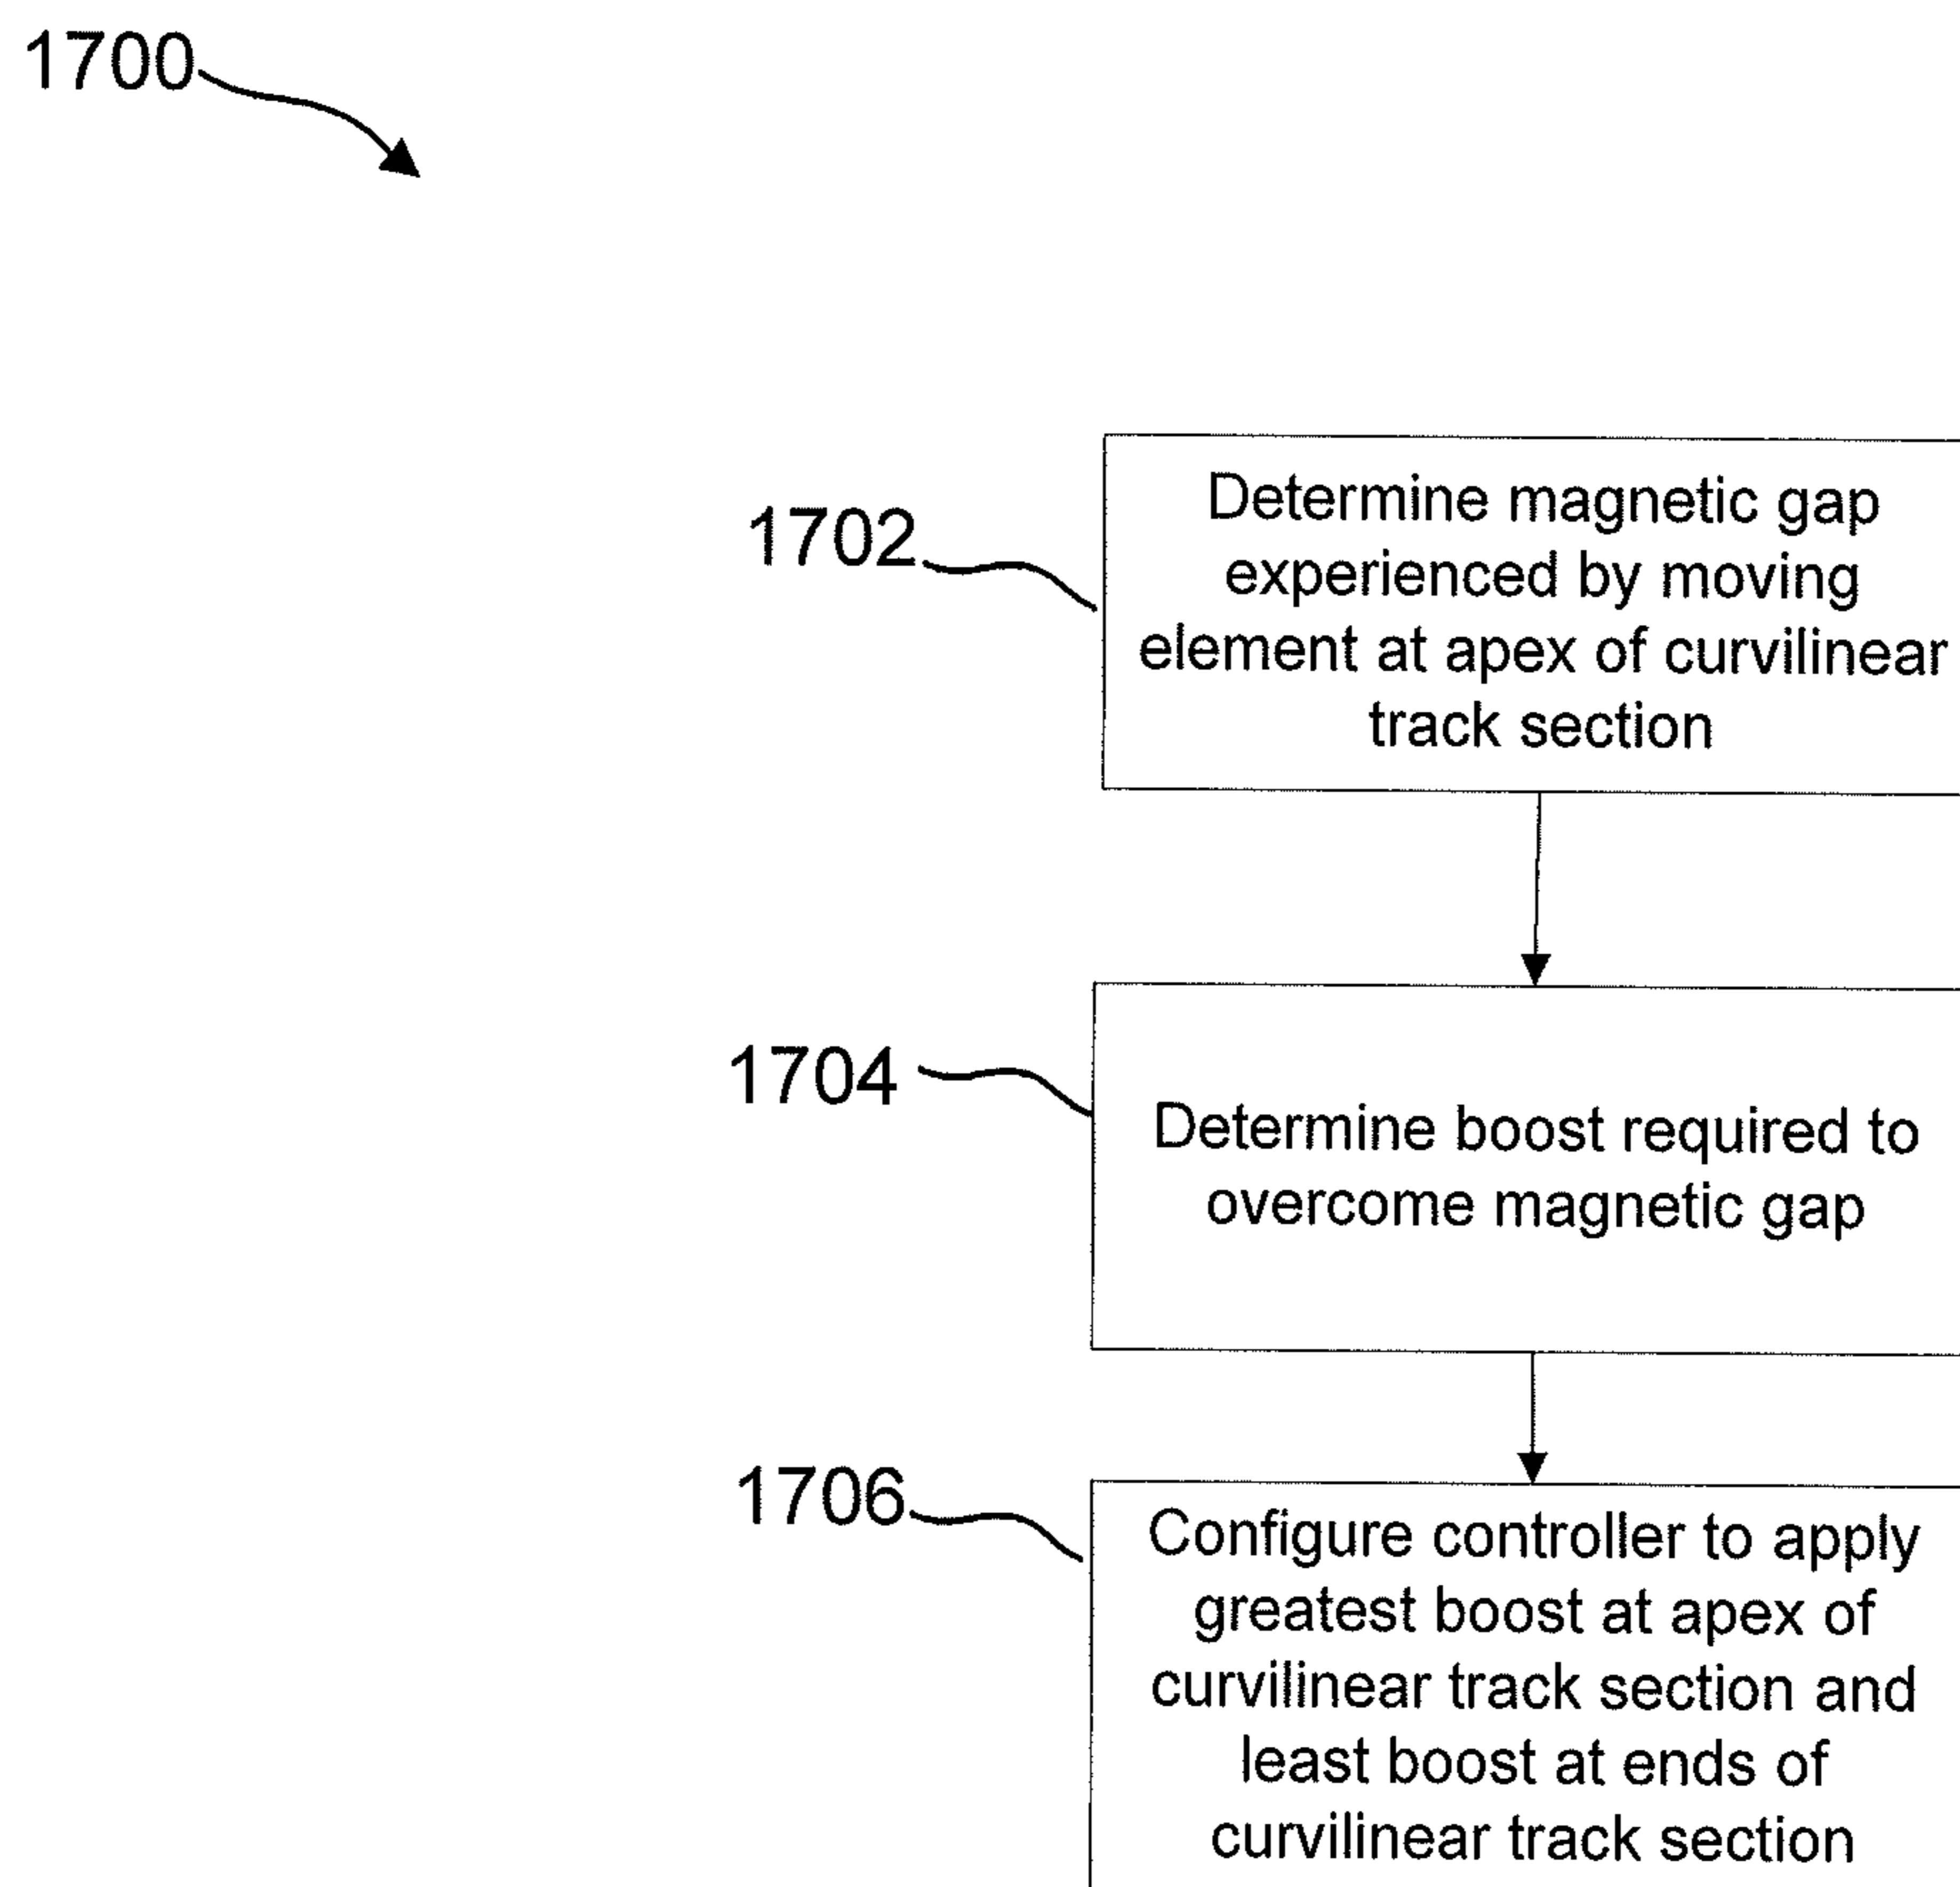 1700
1702
Determine magnetic gap
experienced by moving
element at apex of curvilinear
track section
1704
Determine boost required to
overcome magnetic gap
1706
Configure controller to apply
greatest boost at apex of
curvilinear track section and
least boost at ends of
curvilinear track section